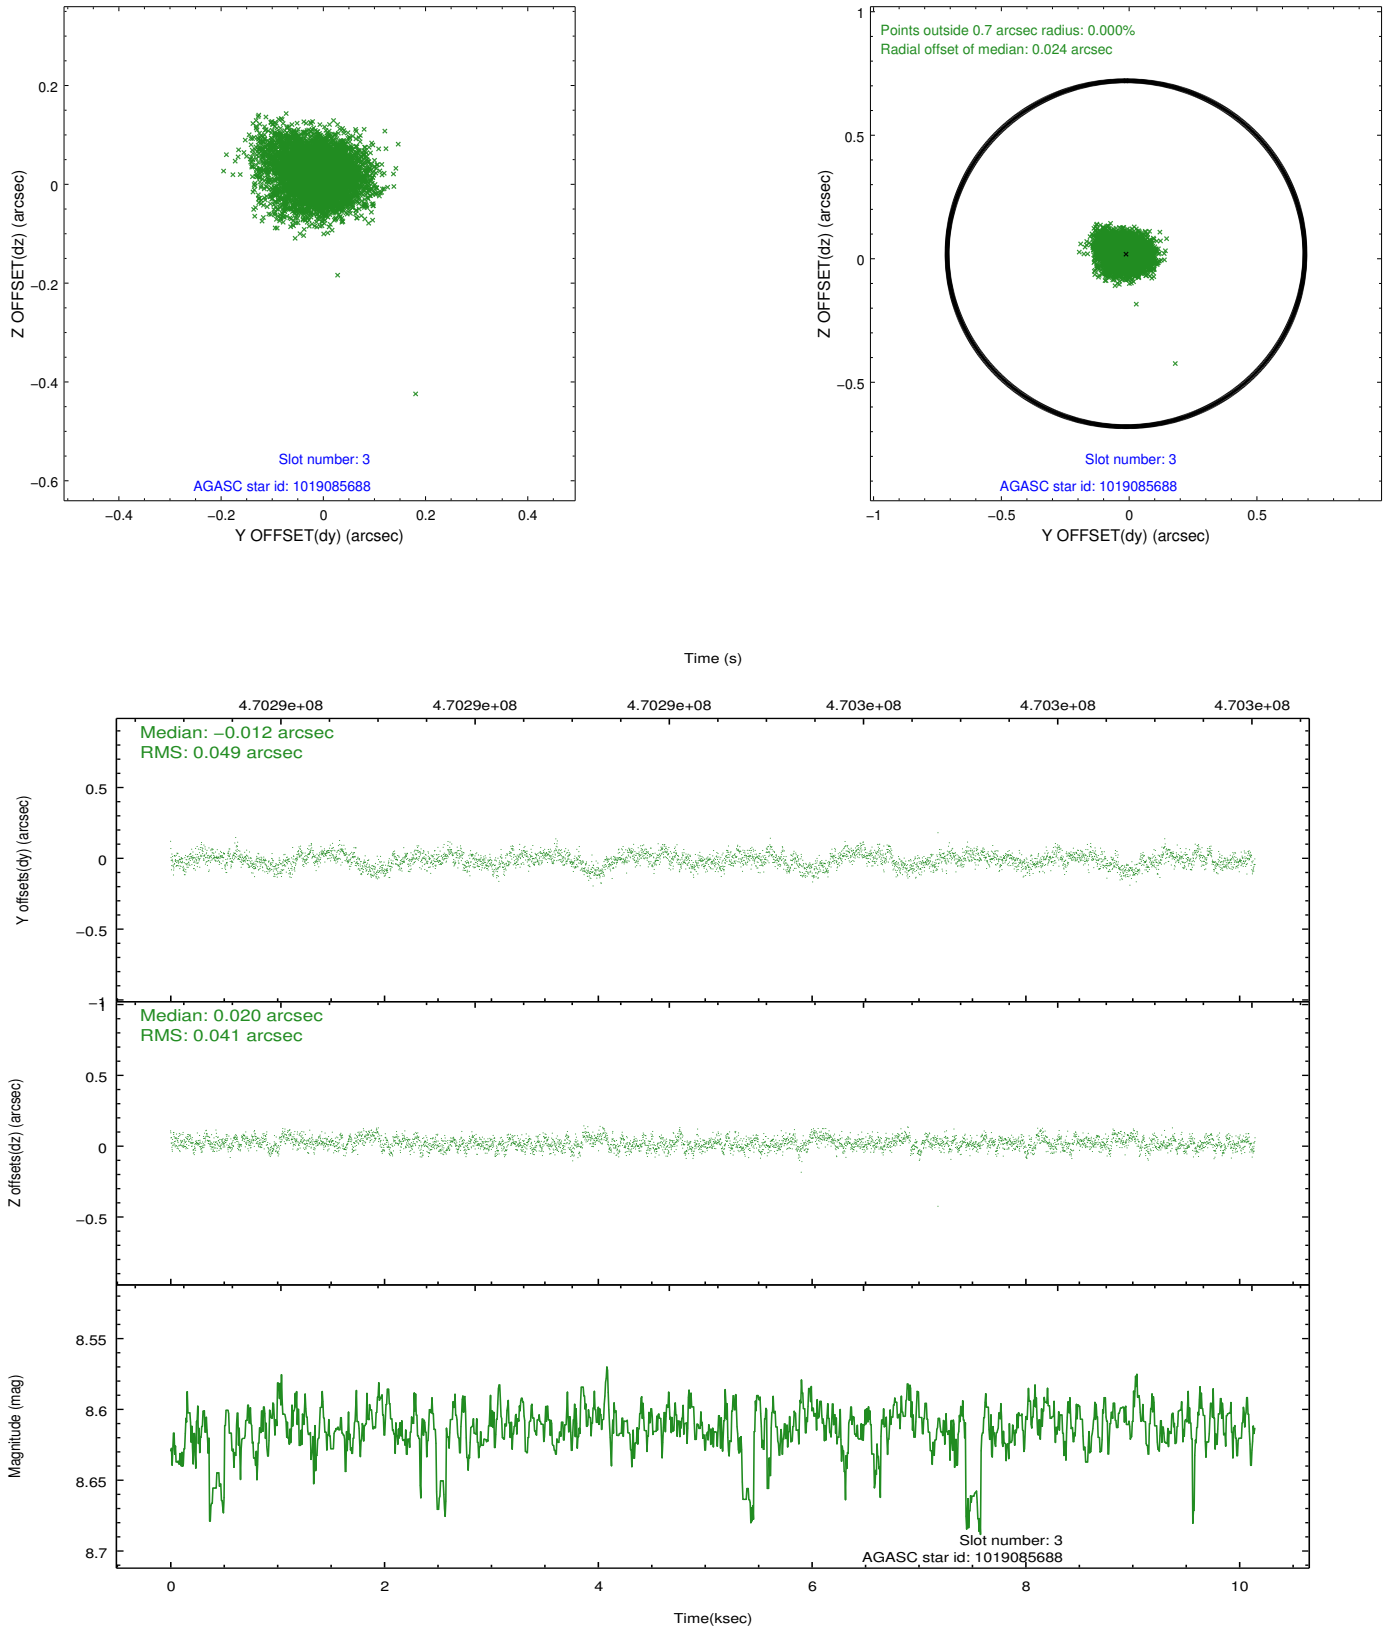 0.2
0
−0.2
−0.4
−0.6
Z OFFSET(dz) (arcsec)
Slot number: 3
AGASC star id: 1019085688
−0.4
−0.2
0
0.2
0.4
Y OFFSET(dy) (arcsec)
Points outside 0.7 arcsec radius: 0.000%
Radial offset of median: 0.024 arcsec
1
0.5
0
−0.5
Z OFFSET(dz) (arcsec)
Slot number: 3
AGASC star id: 1019085688
−1
−0.5
0
0.5
Y OFFSET(dy) (arcsec)
Time (s)
4.7029e+08
4.7029e+08
4.7029e+08
4.703e+08
4.703e+08
4.703e+08
Median: −0.012 arcsec
RMS: 0.049 arcsec
0.5
0
−0.5
−1
Y offsets(dy) (arcsec)
Median: 0.020 arcsec
RMS: 0.041 arcsec
1
0.5
0
−0.5
Z offsets(dz) (arcsec)
8.55
8.6
8.65
8.7
Magnitude (mag)
Slot number: 3
AGASC star id: 1019085688
0
2
4
6
8
10
Time(ksec)